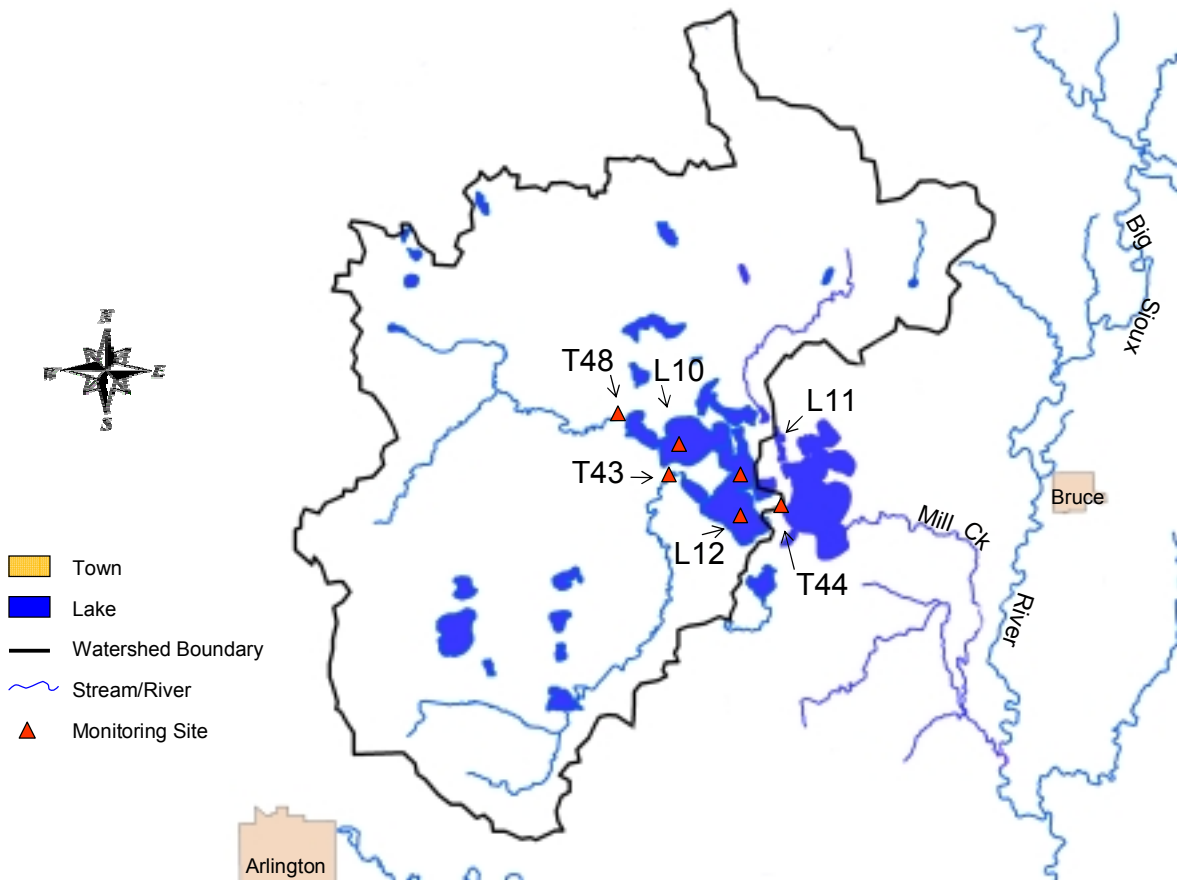 Big
Sioux
River
T48
L10
L11
T43
L12
T44
Mill Ck
Bruce
N
W
E
S
Town
Lake
Watershed Boundary
Stream/River
Monitoring Site
Arlington